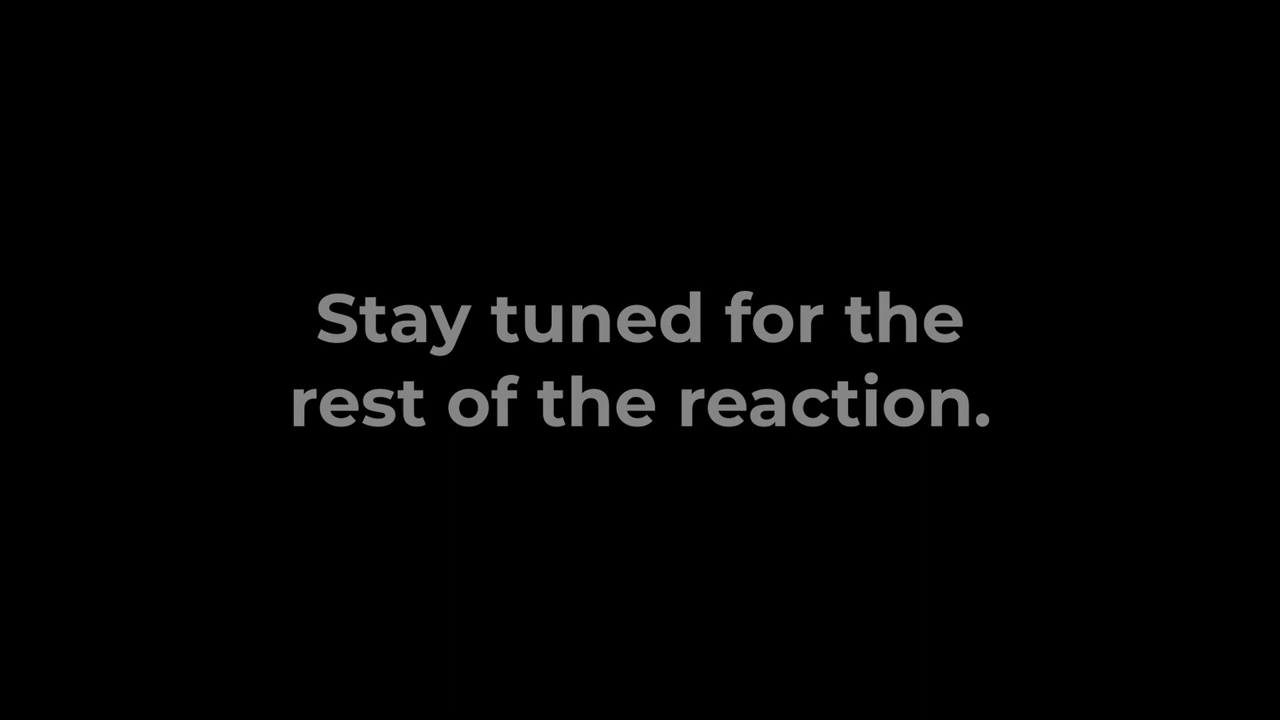 Stay tuned for the
rest of the reaction.